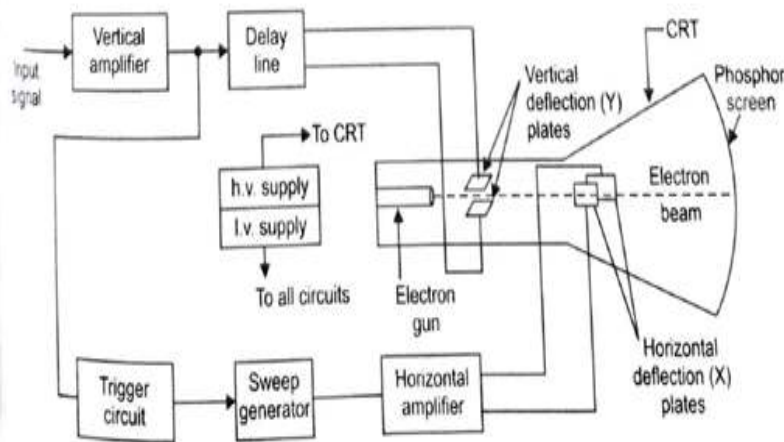 Input
signal
Vertical
amplifier
Delay
line
Vertical
deflection (Y)
plates
CRT
Phosphor
screen
To CRT
h.v. supply
l.v. supply
To all circuits
Electron
gun
Electron
beam
Horizontal
deflection (X)
plates
Trigger
circuit
Sweep
generator
Horizontal
amplifier